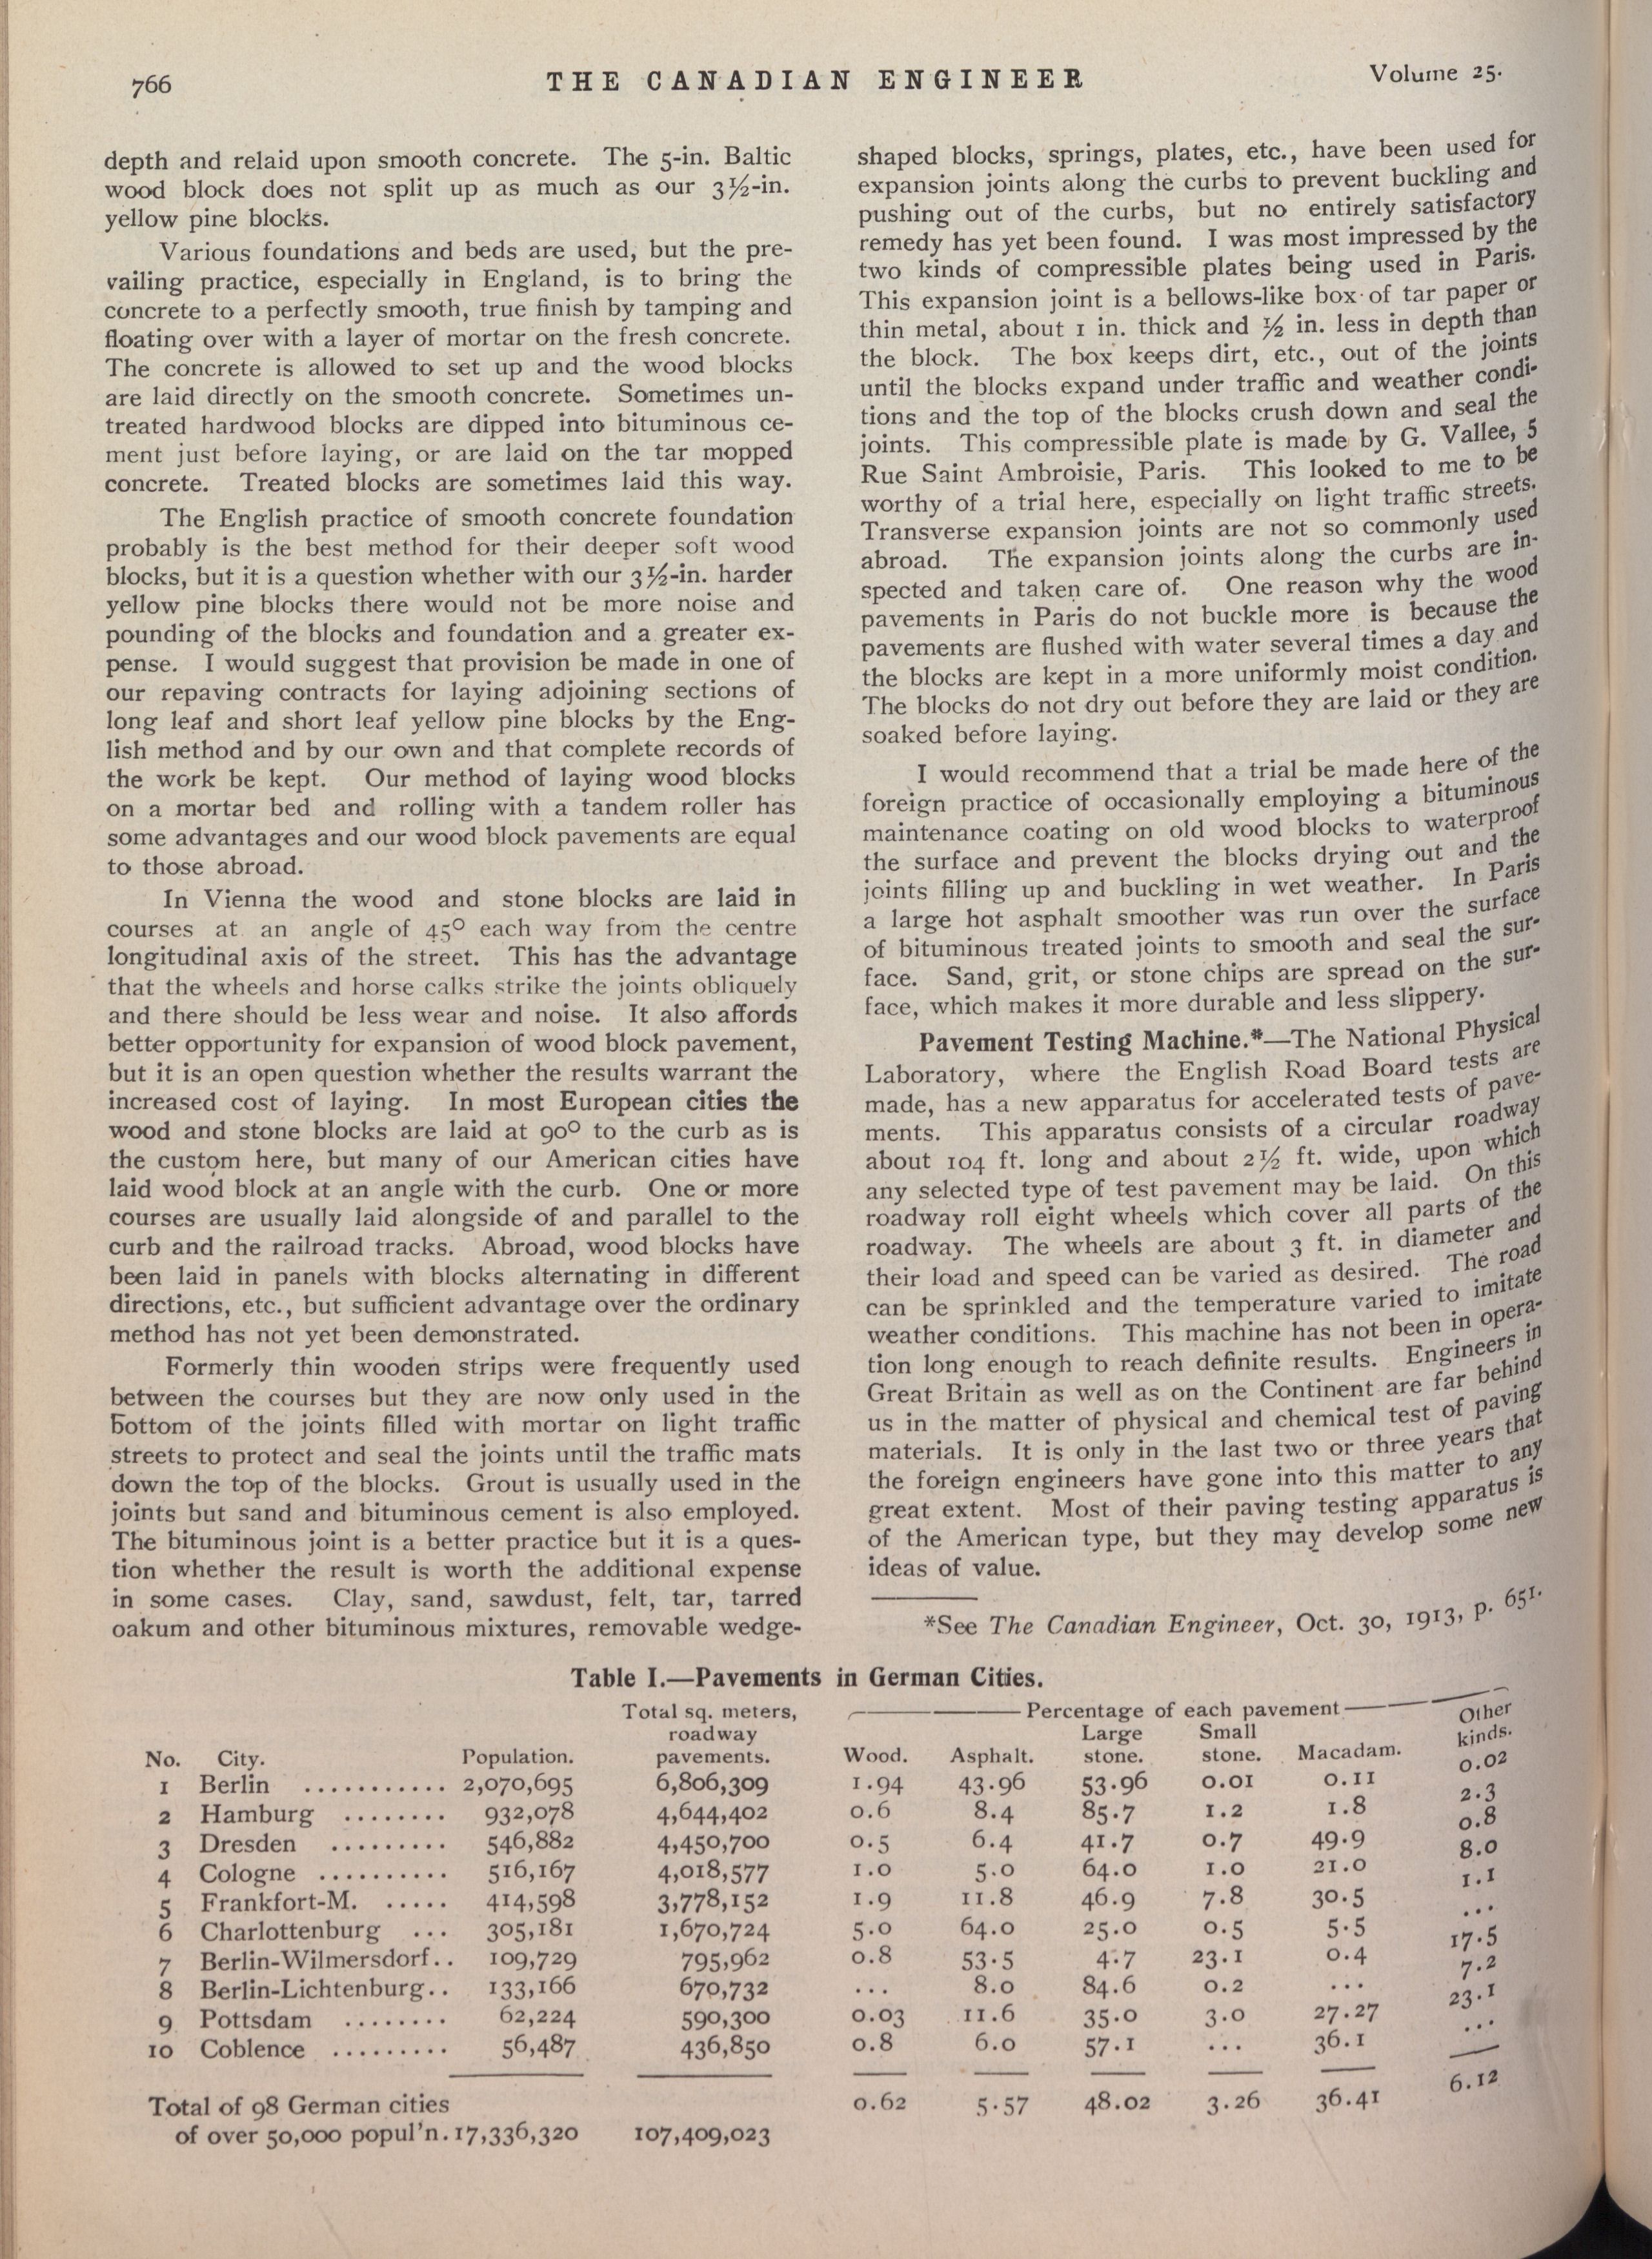 766
THE CANADIAN ENGINEER
Volume 25.
depth and relaid upon smooth concrete. The 5-in. Baltic
wood block does not split up as much as our 3½-in.
yellow pine blocks.
Various foundations and beds are used, but the pre-
vailing practice, especially in England, is to bring the
concrete to a perfectly smooth, true finish by tamping and
floating over with a layer of mortar on the fresh concrete.
The concrete is allowed to set up and the wood blocks
are laid directly on the smooth concrete. Sometimes un-
treated hardwood blocks are dipped into bituminous ce-
ment just before laying, or are laid on the tar mopped
concrete. Treated blocks are sometimes laid this way.
The English practice of smooth concrete foundation
probably is the best method for their deeper soft wood
blocks, but it is a question whether with our 3½-in. harder
yellow pine blocks there would not be more noise and
pounding of the blocks and foundation and a greater ex-
pense. I would suggest that provision be made in one of
our repaving contracts for laying adjoining sections of
long leaf and short leaf yellow pine blocks by the Eng-
lish method and by our own and that complete records of
the work be kept. Our method of laying wood blocks
on a mortar bed and rolling with a tandem roller has
some advantages and our wood block pavements are equal
to those abroad.
In Vienna the wood and stone blocks are laid in
courses at an angle of 45° each way from the centre
longitudinal axis of the street. This has the advantage
that the wheels and horse calks strike the joints obliquely
and there should be less wear and noise. It also affords
better opportunity for expansion of wood block pavement,
but it is an open question whether the results warrant the
increased cost of laying. In most European cities the
wood and stone blocks are laid at 90° to the curb as is
the custom here, but many of our American cities have
laid wood block at an angle with the curb. One or more
courses are usually laid alongside of and parallel to the
curb and the railroad tracks. Abroad, wood blocks have
been laid in panels with blocks alternating in different
directions, etc., but sufficient advantage over the ordinary
method has not yet been demonstrated.
Formerly thin wooden strips were frequently used
between the courses but they are now only used in the
bottom of the joints filled with mortar on light traffic
streets to protect and seal the joints until the traffic mats
down the top of the blocks. Grout is usually used in the
joints but sand and bituminous cement is also employed.
The bituminous joint is a better practice but it is a ques-
tion whether the result is worth the additional expense
in some cases. Clay, sand, sawdust, felt, tar, tarred
oakum and other bituminous mixtures, removable wedge-
shaped blocks, springs, plates, etc., have been used for
expansion joints along the curbs to prevent buckling and
pushing out of the curbs, but no entirely satisfactory
remedy has yet been found. I was most impressed by the
two kinds of compressible plates being used in Paris.
This expansion joint is a bellows-like box of tar paper or
thin metal, about 1 in. thick and ½ in. less in depth than
the block. The box keeps dirt, etc., out of the joints
until the blocks expand under traffic and weather condi-
tions and the top of the blocks crush down and seal the
joints. This compressible plate is made by G. Vallee, 5
Rue Saint Ambroisie, Paris. This looked to me to be
worthy of a trial here, especially on light traffic streets.
Transverse expansion joints are not so commonly used
abroad. The expansion joints along the curbs are in-
spected and taken care of. One reason why the wood
pavements in Paris do not buckle more is because the
pavements are flushed with water several times a day and
the blocks are kept in a more uniformly moist condition.
The blocks do not dry out before they are laid or they are
soaked before laying.
I would recommend that a trial be made here of the
foreign practice of occasionally employing a bituminous
maintenance coating on old wood blocks to waterproof
the surface and prevent the blocks drying out and the
joints filling up and buckling in wet weather. In Paris
a large hot asphalt smoother was run over the surface
of bituminous treated joints to smooth and seal the sur-
face. Sand, grit, or stone chips are spread on the sur-
face, which makes it more durable and less slippery.
Pavement Testing Machine.*—The National Physical
Laboratory, where the English Road Board tests are
made, has a new apparatus for accelerated tests of pave-
ments. This apparatus consists of a circular roadway
about 104 ft. long and about 2½ ft. wide, upon which
any selected type of test pavement may be laid. On this
roadway roll eight wheels which cover all parts of the
roadway. The wheels are about 3 ft. in diameter and
their load and speed can be varied as desired. The road
can be sprinkled and the temperature varied to imitate
weather conditions. This machine has not been in opera-
tion long enough to reach definite results. Engineers in
Great Britain as well as on the Continent are far behind
us in the matter of physical and chemical test of paving
materials. It is only in the last two or three years that
the foreign engineers have gone into this matter to any
great extent. Most of their paving testing apparatus is
of the American type, but they may develop some new
ideas of value.
*See The Canadian Engineer, Oct. 30, 1913, p. 651.
Table I.—Pavements in German Cities.
Total sq. meters, Percentage of each pavement Other
roadway Large Small kinds.
No. City. Population. pavements. Wood. Asphalt. stone. stone. Macadam.
1 Berlin ........... 2,070,695 6,806,309 1.94 43.96 53.96 0.01 0.11 0.02
2 Hamburg ........ 932,078 4,644,402 0.6 8.4 85.7 1.2 1.8 2.3
3 Dresden ......... 546,882 4,450,700 0.5 6.4 41.7 0.7 49.9 0.8
4 Cologne .......... 516,167 4,018,577 1.0 5.0 64.0 1.0 21.0 8.0
5 Frankfort-M. ..... 414,598 3,778,152 1.9 11.8 46.9 7.8 30.5 1.1
6 Charlottenburg ... 305,181 1,670,724 5.0 64.0 25.0 0.5 5.5 ...
7 Berlin-Wilmersdorf.. 109,729 795,962 0.8 53.5 4.7 23.1 0.4 17.5
8 Berlin-Lichtenburg.. 133,166 670,732 ... 8.0 84.6 0.2 ... 7.2
9 Pottsdam ........ 62,224 590,300 0.03 11.6 35.0 3.0 27.27 23.1
10 Coblence ......... 56,487 436,850 0.8 6.0 57.1 ... 36.1 ...
Total of 98 German cities 0.62 5.57 48.02 3.26 36.41 6.12
of over 50,000 popul'n. 17,336,320 107,409,023